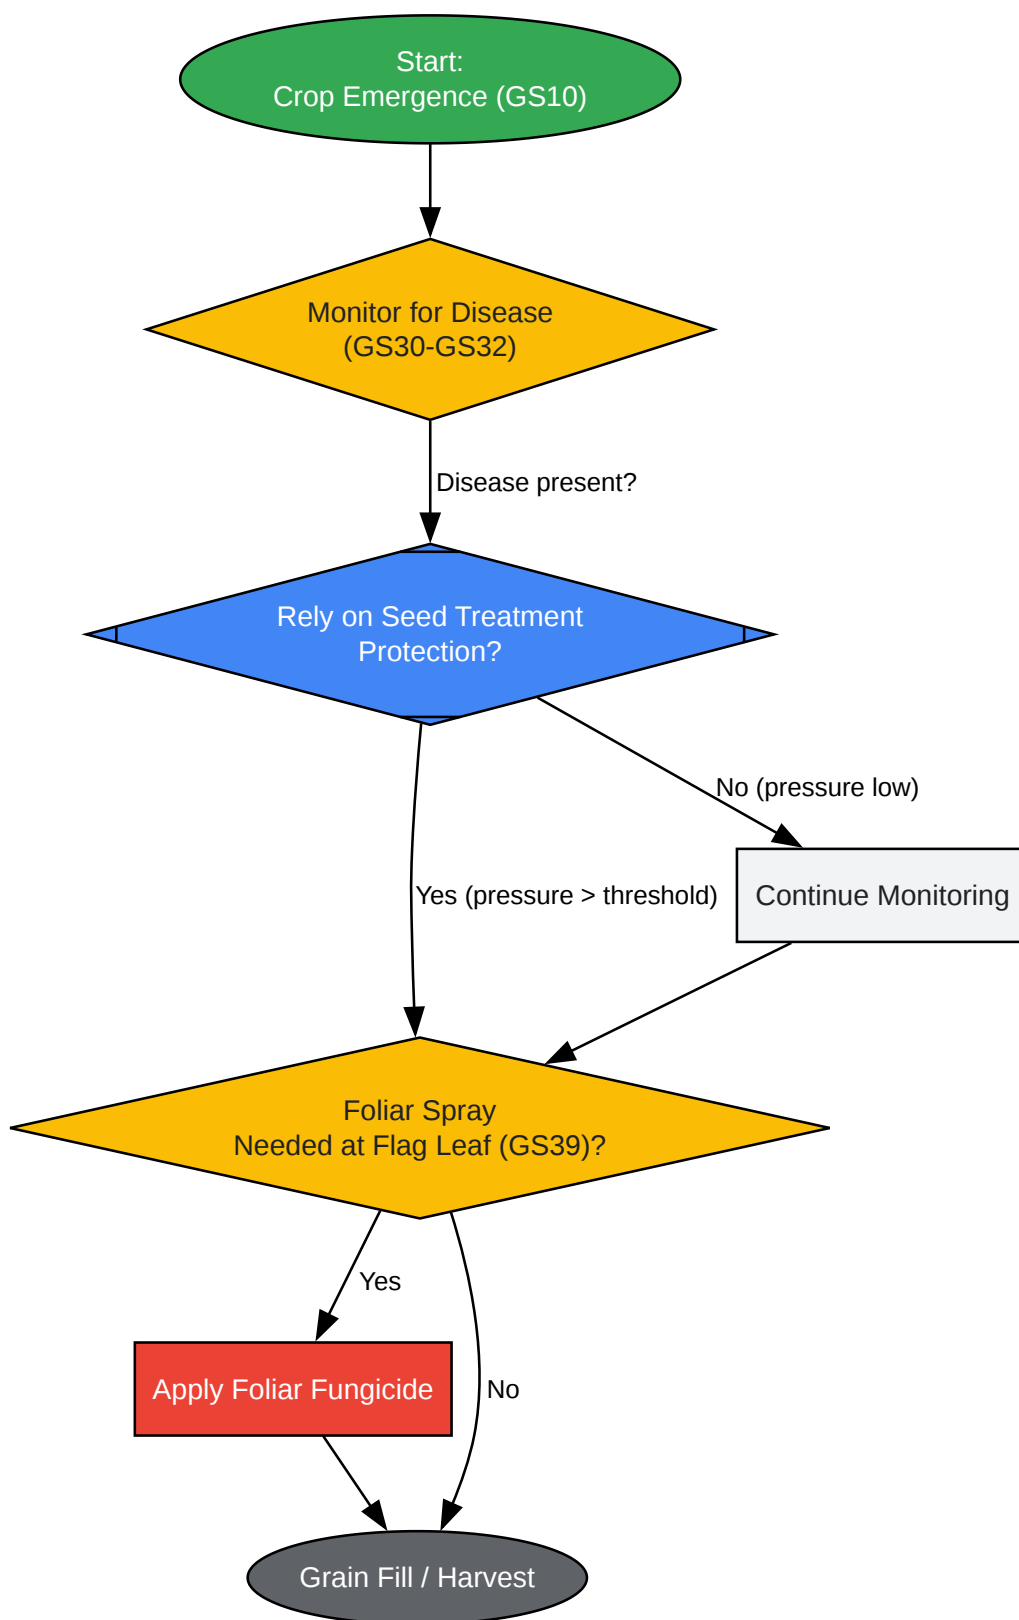 Start:
Crop Emergence (GS10)
Monitor for Disease
(GS30-GS32)
Disease present?
Rely on Seed Treatment
Protection?
No (pressure low)
Yes (pressure > threshold)
Continue Monitoring
Foliar Spray
Needed at Flag Leaf (GS39)?
Yes
Apply Foliar Fungicide
No
Grain Fill / Harvest